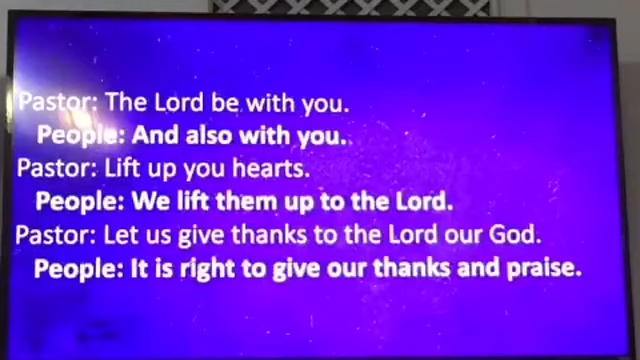 Pastor: The Lord be with you.
People: And also with you.
Pastor: Lift up you hearts.
People: We lift them up to the Lord.
Pastor: Let us give thanks to the Lord our God.
People: It is right to give our thanks and praise.